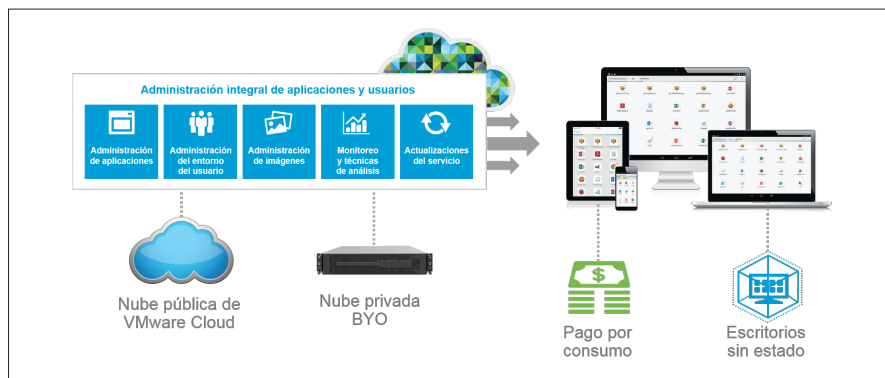 Administración integral de aplicaciones y usuarios
Administración
de aplicaciones
Administración
del entorno
del usuario
Administración
de imágenes
Monitoreo
y técnicas
de análisis
Actualizaciones
del servicio
Nube pública de
VMware Cloud
Nube privada
BYO
$
Pago por
consumo
Escritorios
sin estado